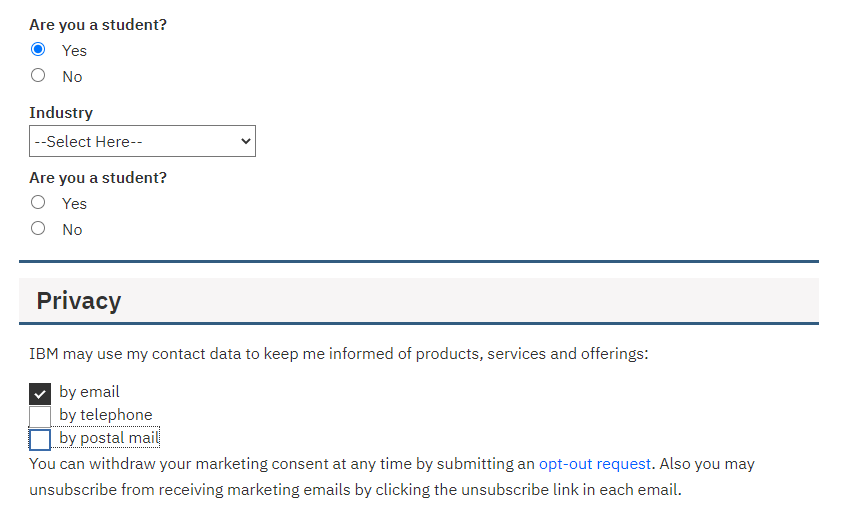 Are you a student?
Yes
No
Industry
--Select Here--
Are you a student?
Yes
No
Privacy
IBM may use my contact data to keep me informed of products, services and offerings:
by email
by telephone
by postal mail
You can withdraw your marketing consent at any time by submitting an opt-out request. Also you may
unsubscribe from receiving marketing emails by clicking the unsubscribe link in each email.